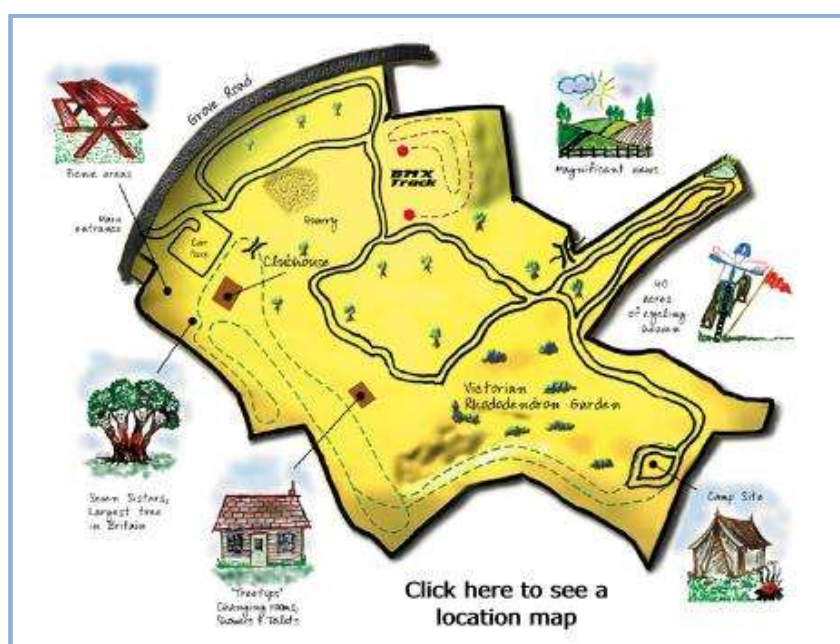 Grove Road
Picnic areas
Main
entrance
Car
Park
Quarry
Clubhouse
BMX
Track
Magnificent views
40
acres
of cycling
Victorian
Rhododendron Garden
Seven Sisters,
Largest tree
in Britain
"Treetops"
Changing rooms,
Showers & Toilets
Camp Site
Click here to see a
location map